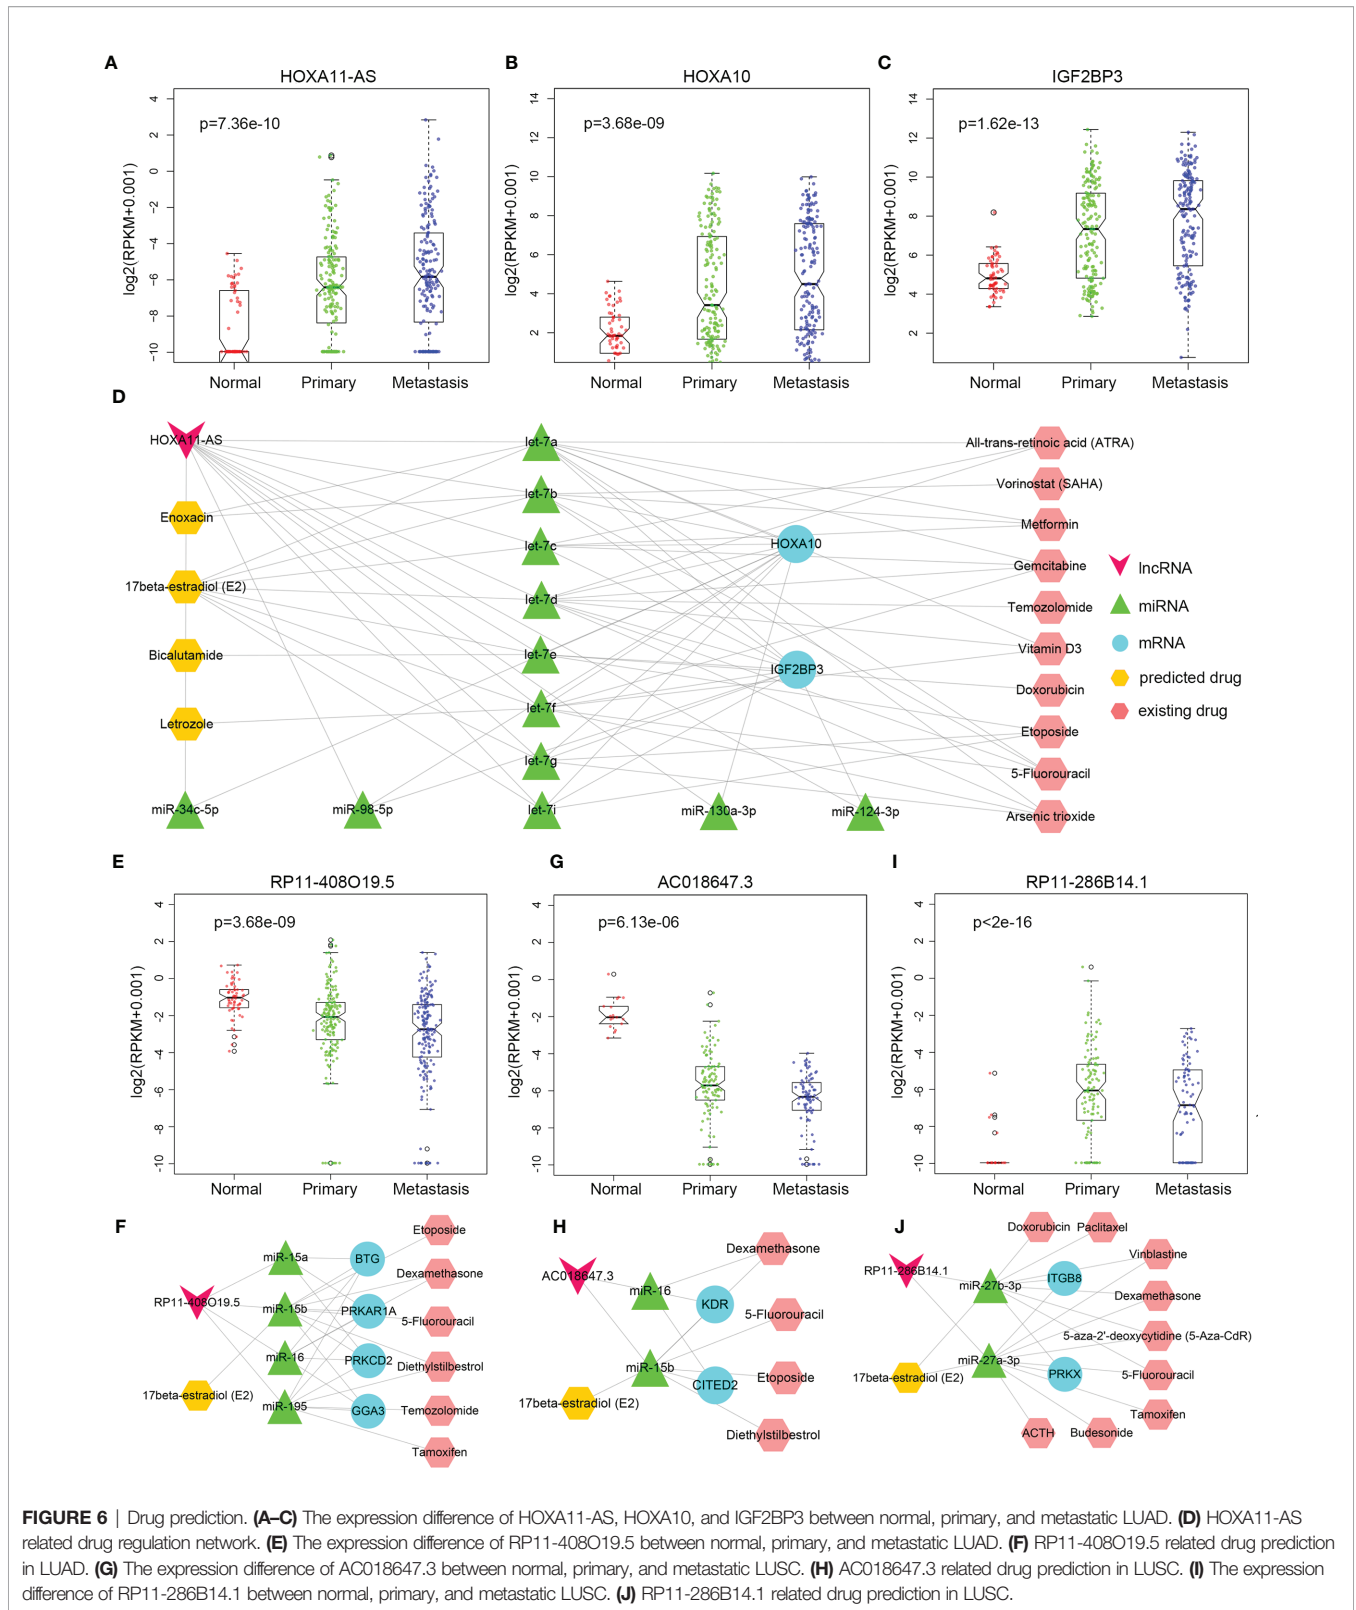 A
HOXA11-AS
p=7.36e-10
log2(RPKM+0.001)
4
2
0
−2
−4
−6
−8
−10
Normal Primary Metastasis
B
HOXA10
p=3.68e-09
log2(RPKM+0.001)
14
12
10
8
6
4
2
Normal Primary Metastasis
C
IGF2BP3
p=1.62e-13
log2(RPKM+0.001)
14
12
10
8
6
4
2
Normal Primary Metastasis
D
HOXA11-AS
Enoxacin
17beta-estradiol (E2)
Bicalutamide
Letrozole
miR-34c-5p
miR-98-5p
let-7a
let-7b
let-7c
let-7d
let-7e
let-7f
let-7g
let-7i
miR-130a-3p
miR-124-3p
HOXA10
IGF2BP3
All-trans-retinoic acid (ATRA)
Vorinostat (SAHA)
Metformin
Gemcitabine
Temozolomide
Vitamin D3
Doxorubicin
Etoposide
5-Fluorouracil
Arsenic trioxide
lncRNA
miRNA
mRNA
predicted drug
existing drug
E
RP11-408O19.5
p=3.68e-09
log2(RPKM+0.001)
4
2
0
-2
-4
-6
-8
-10
Normal Primary Metastasis
G
AC018647.3
p=6.13e-06
log2(RPKM+0.001)
4
2
0
-2
-4
-6
-8
-10
Normal Primary Metastasis
I
RP11-286B14.1
p<2e-16
log2(RPKM+0.001)
4
2
0
-2
-4
-6
-8
-10
Normal Primary Metastasis
F
RP11-408O19.5
17beta-estradiol (E2)
miR-15a
miR-15b
miR-16
miR-195
BTG
PRKAR1A
PRKCD2
GGA3
Etoposide
Dexamethasone
5-Fluorouracil
Diethylstilbestrol
Temozolomide
Tamoxifen
H
AC018647.3
17beta-estradiol (E2)
miR-16
miR-15b
KDR
CITED2
Dexamethasone
5-Fluorouracil
Etoposide
Diethylstilbestrol
J
RP11-286B14.1
17beta-estradiol (E2)
miR-27b-3p
miR-27a-3p
ITGB8
PRKX
Doxorubicin
Paclitaxel
Vinblastine
Dexamethasone
5-aza-2'-deoxycytidine (5-Aza-CdR)
5-Fluorouracil
Tamoxifen
Budesonide
ACTH
FIGURE 6 | Drug prediction. (A–C) The expression difference of HOXA11-AS, HOXA10, and IGF2BP3 between normal, primary, and metastatic LUAD. (D) HOXA11-AS
related drug regulation network. (E) The expression difference of RP11-408O19.5 between normal, primary, and metastatic LUAD. (F) RP11-408O19.5 related drug prediction
in LUAD. (G) The expression difference of AC018647.3 between normal, primary, and metastatic LUSC. (H) AC018647.3 related drug prediction in LUSC. (I) The expression
difference of RP11-286B14.1 between normal, primary, and metastatic LUSC. (J) RP11-286B14.1 related drug prediction in LUSC.